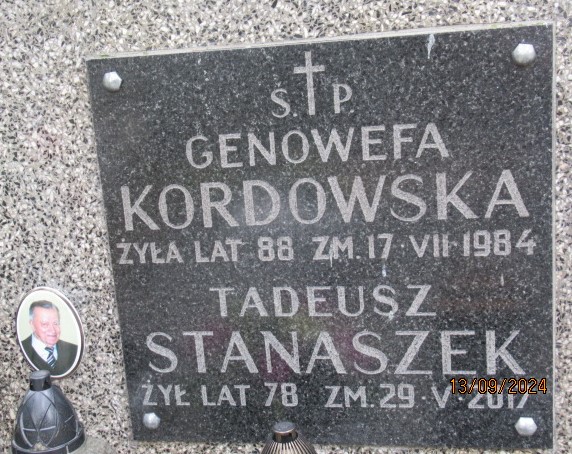 Ś.†P.
GENOWEFA
KORDOWSKA
ŻYŁA LAT 88 ZM. 17·VII·1984
TADEUSZ
STANASZEK
ŻYŁ LAT 78 ZM. 29 V·2017
13/09/2024